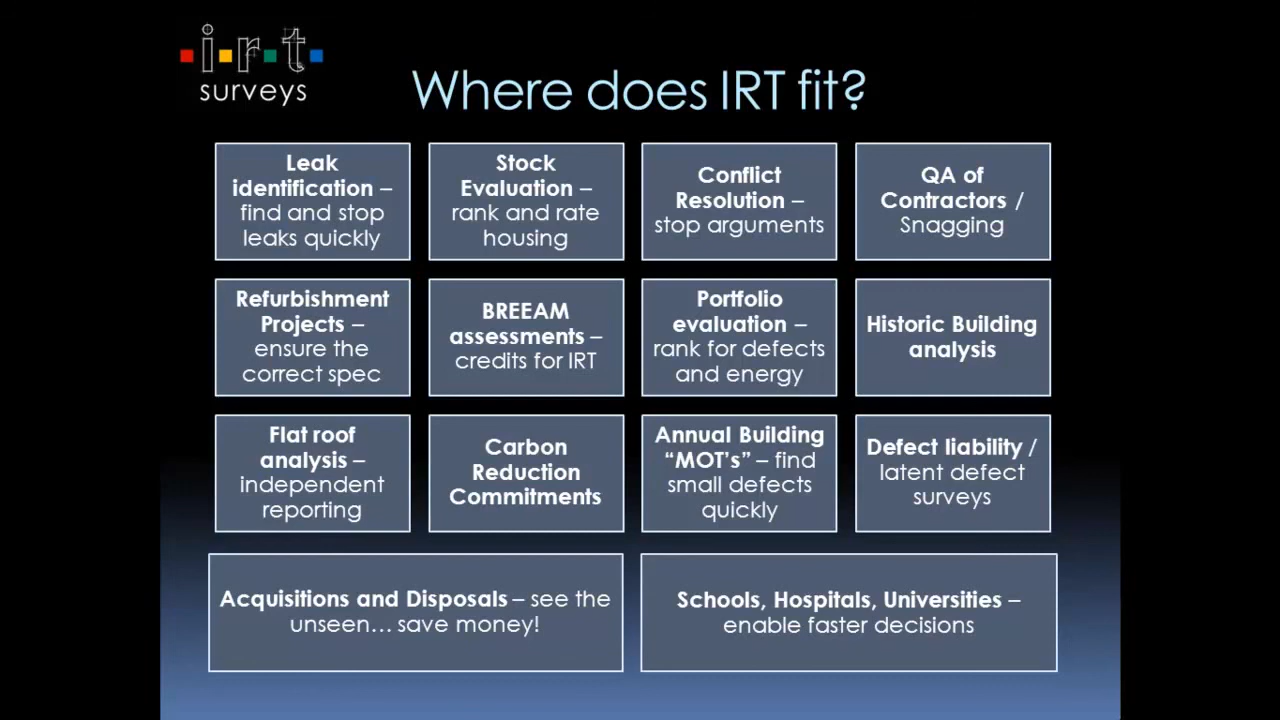 i.r.t
surveys
Where does IRT fit?
Leak
identification –
find and stop
leaks quickly
Stock
Evaluation –
rank and rate
housing
Conflict
Resolution –
stop arguments
QA of
Contractors /
Snagging
Refurbishment
Projects –
ensure the
correct spec
BREEAM
assessments –
credits for IRT
Portfolio
evaluation –
rank for defects
and energy
Historic Building
analysis
Flat roof
analysis –
independent
reporting
Carbon
Reduction
Commitments
Annual Building
“MOT’s” – find
small defects
quickly
Defect liability /
latent defect
surveys
Acquisitions and Disposals – see the
unseen... save money!
Schools, Hospitals, Universities –
enable faster decisions